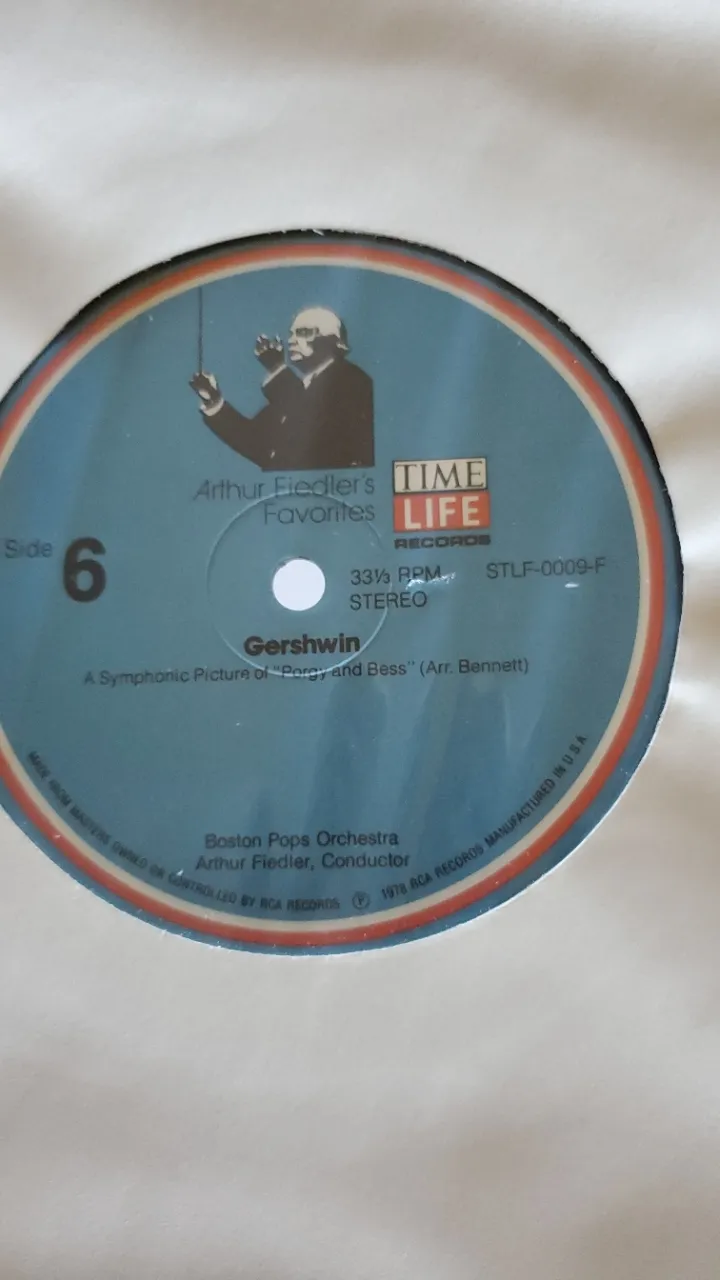 Arthur Fiedler's
Favorites
TIME
LIFE
RECORDS
Side 6
33⅓ RPM
STEREO
STLF-0009-F
Gershwin
A Symphonic Picture of "Porgy and Bess" (Arr. Bennett)
Boston Pops Orchestra
Arthur Fiedler, Conductor
MADE FROM MASTERS OWNED OR CONTROLLED BY RCA RECORDS ℗ 1978 RCA RECORDS MANUFACTURED IN U S A